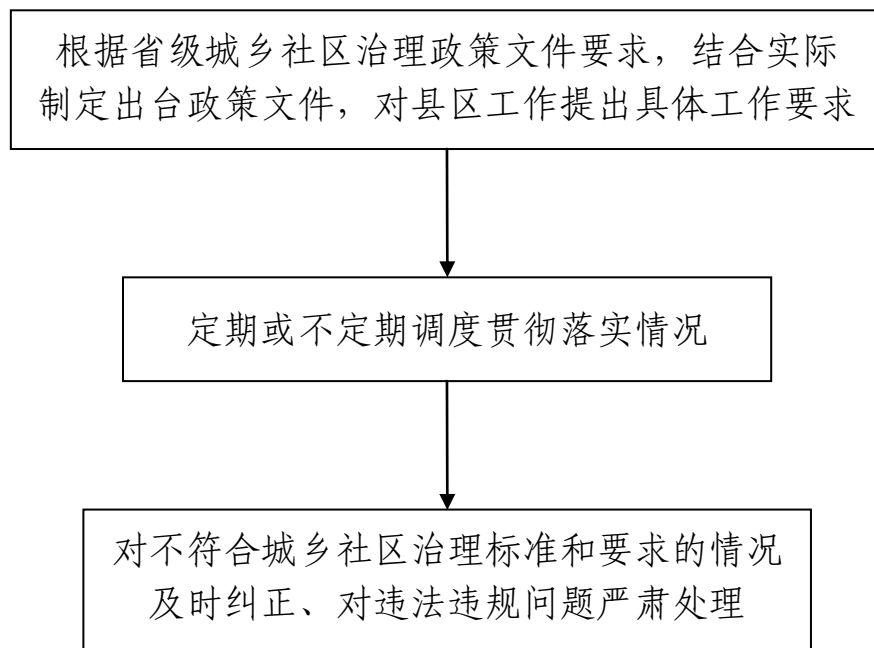 根据省级城乡社区治理政策文件要求，结合实际
制定出台政策文件，对县区工作提出具体工作要求
定期或不定期调度贯彻落实情况
对不符合城乡社区治理标准和要求的情况
及时纠正、对违法违规问题严肃处理